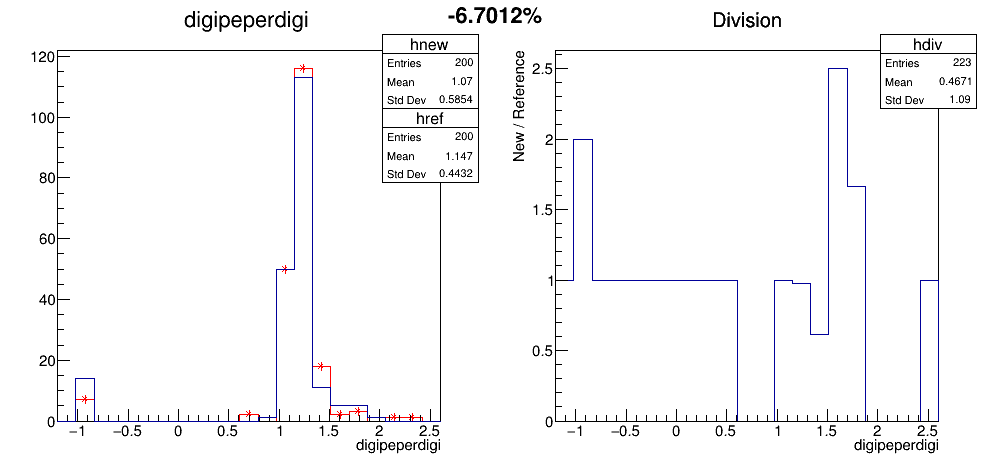 digipeperdigi
-6.7012%
Division
hnew
Entries 200
Mean 1.07
Std Dev 0.5854
href
Entries 200
Mean 1.147
Std Dev 0.4432
120
100
80
60
40
20
0
−1 −0.5 0 0.5 1 1.5 2 2.5
digipeperdigi
hdiv
Entries 223
Mean 0.4671
Std Dev 1.09
New / Reference
2.5
2
1.5
1
0.5
0
−1 −0.5 0 0.5 1 1.5 2 2.5
digipeperdigi